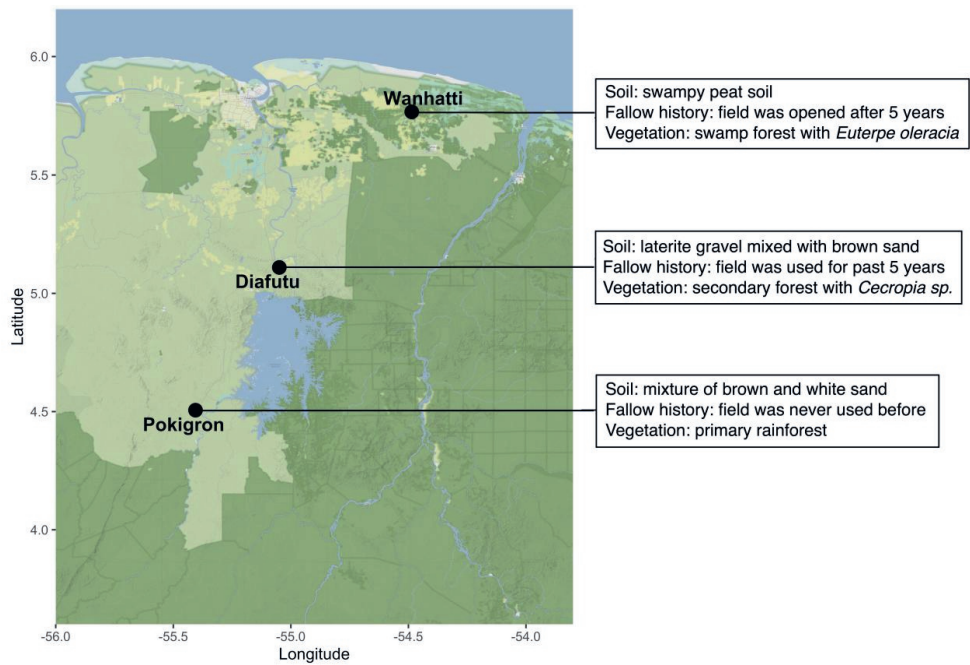 6.0
5.5
5.0
4.5
4.0
Latitude
-56.0
-55.5
-55.0
-54.5
-54.0
Longitude
Wanhatti
Diafutu
Pokigron
Soil: swampy peat soil
Fallow history: field was opened after 5 years
Vegetation: swamp forest with Euterpe oleracia
Soil: laterite gravel mixed with brown sand
Fallow history: field was used for past 5 years
Vegetation: secondary forest with Cecropia sp.
Soil: mixture of brown and white sand
Fallow history: field was never used before
Vegetation: primary rainforest